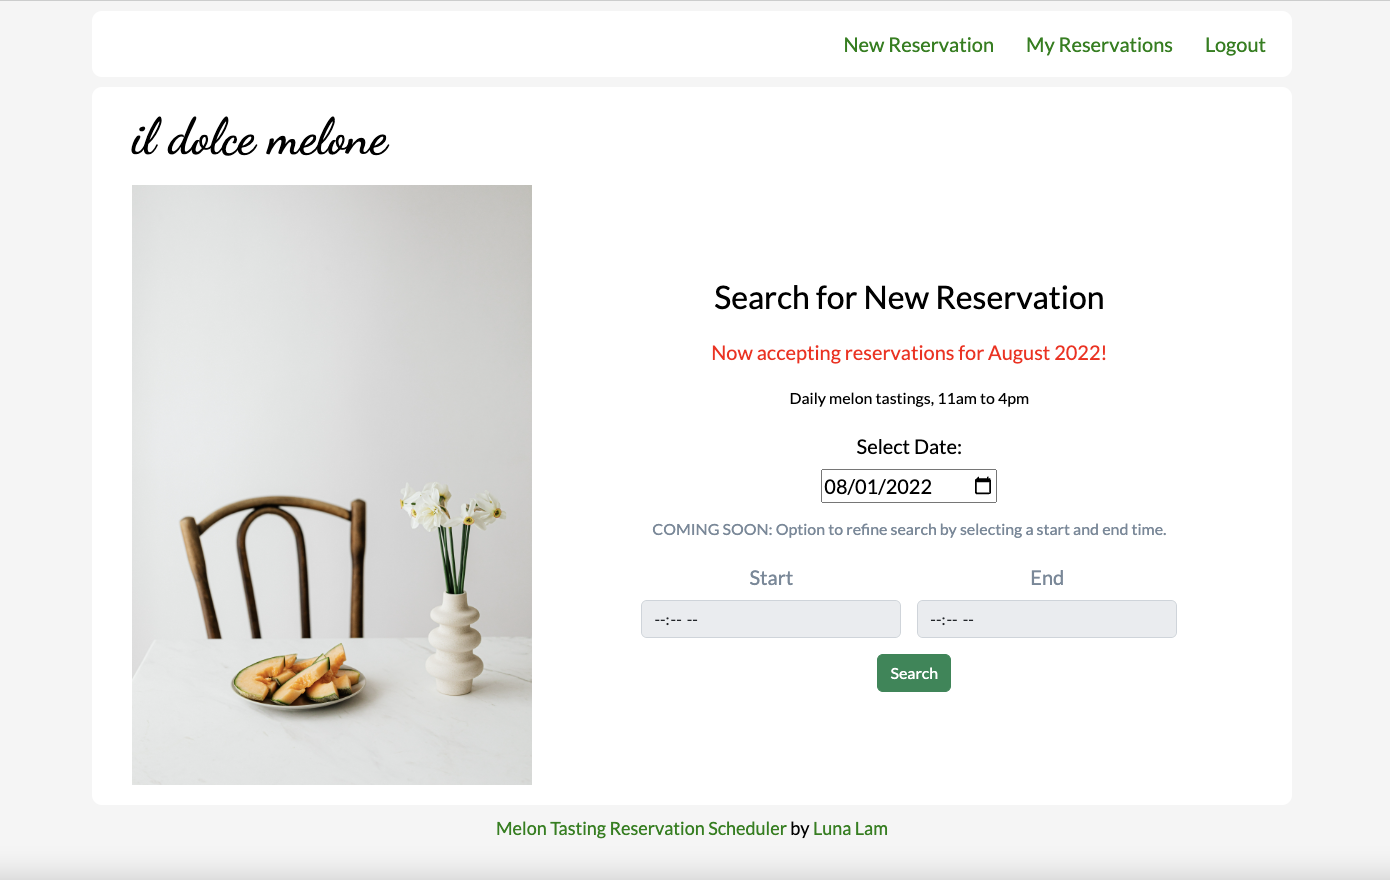 New Reservation My Reservations Logout
il dolce melone
Search for New Reservation
Now accepting reservations for August 2022!
Daily melon tastings, 11am to 4pm
Select Date:
08/01/2022
COMING SOON: Option to refine search by selecting a start and end time.
Start End
--:-- -- --:-- --
Search
Melon Tasting Reservation Scheduler by Luna Lam